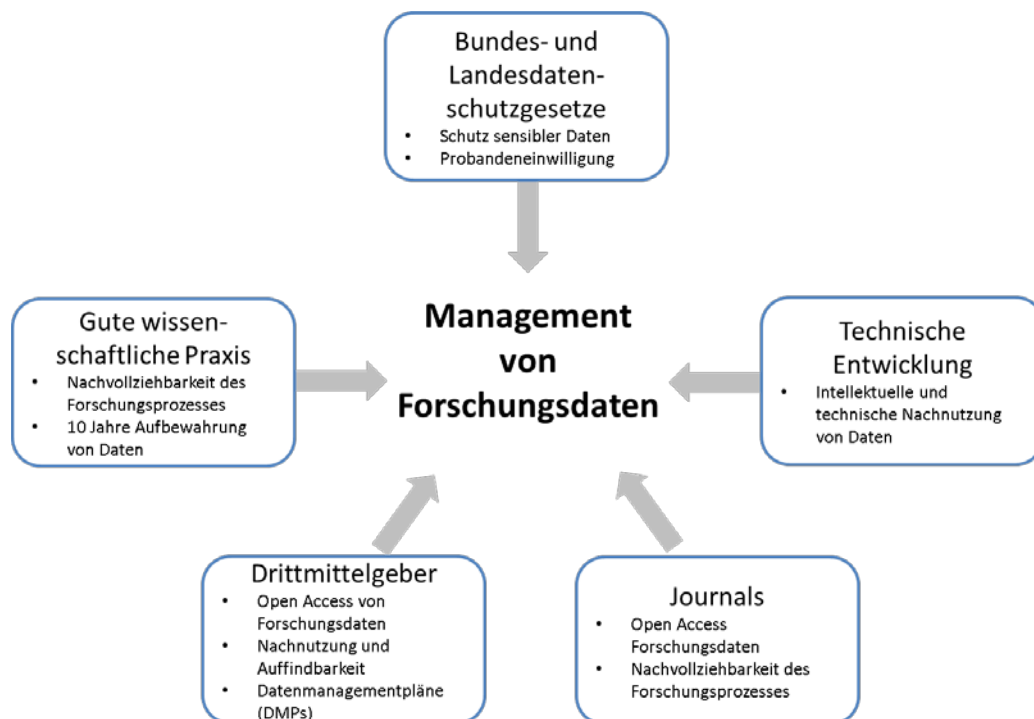 Bundes- und
Landesdaten-
schutzgesetze
• Schutz sensibler Daten
• Probandeneinwilligung
Gute wissen-
schaftliche Praxis
• Nachvollziehbarkeit des
Forschungsprozesses
• 10 Jahre Aufbewahrung
von Daten
Management
von
Forschungsdaten
Technische
Entwicklung
• Intellektuelle und
technische Nachnutzung
von Daten
Drittmittelgeber
• Open Access von
Forschungsdaten
• Nachnutzung und
Auffindbarkeit
• Datenmanagementpläne
(DMPs)
Journals
• Open Access
Forschungsdaten
• Nachvollziehbarkeit des
Forschungsprozesses